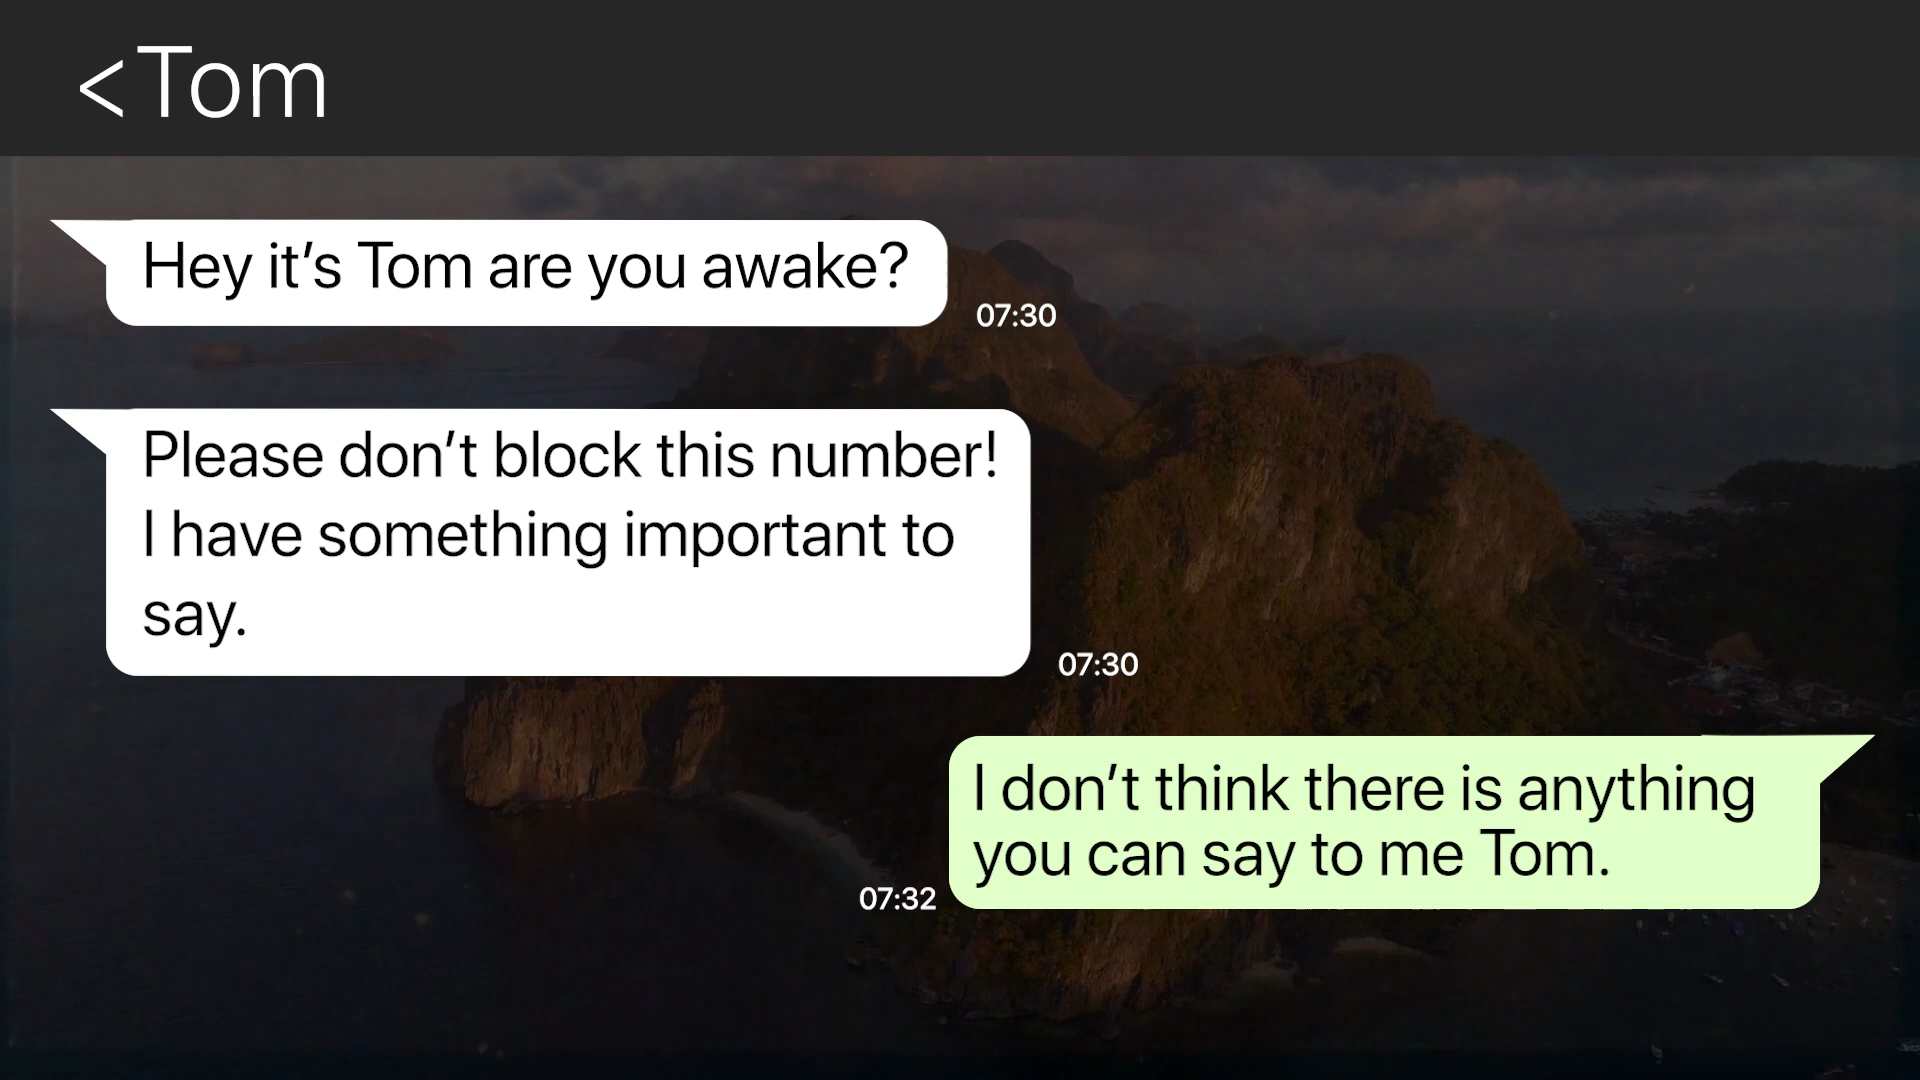 <Tom
Hey it’s Tom are you awake?
07:30
Please don’t block this number!
I have something important to
say.
07:30
I don’t think there is anything
you can say to me Tom.
07:32